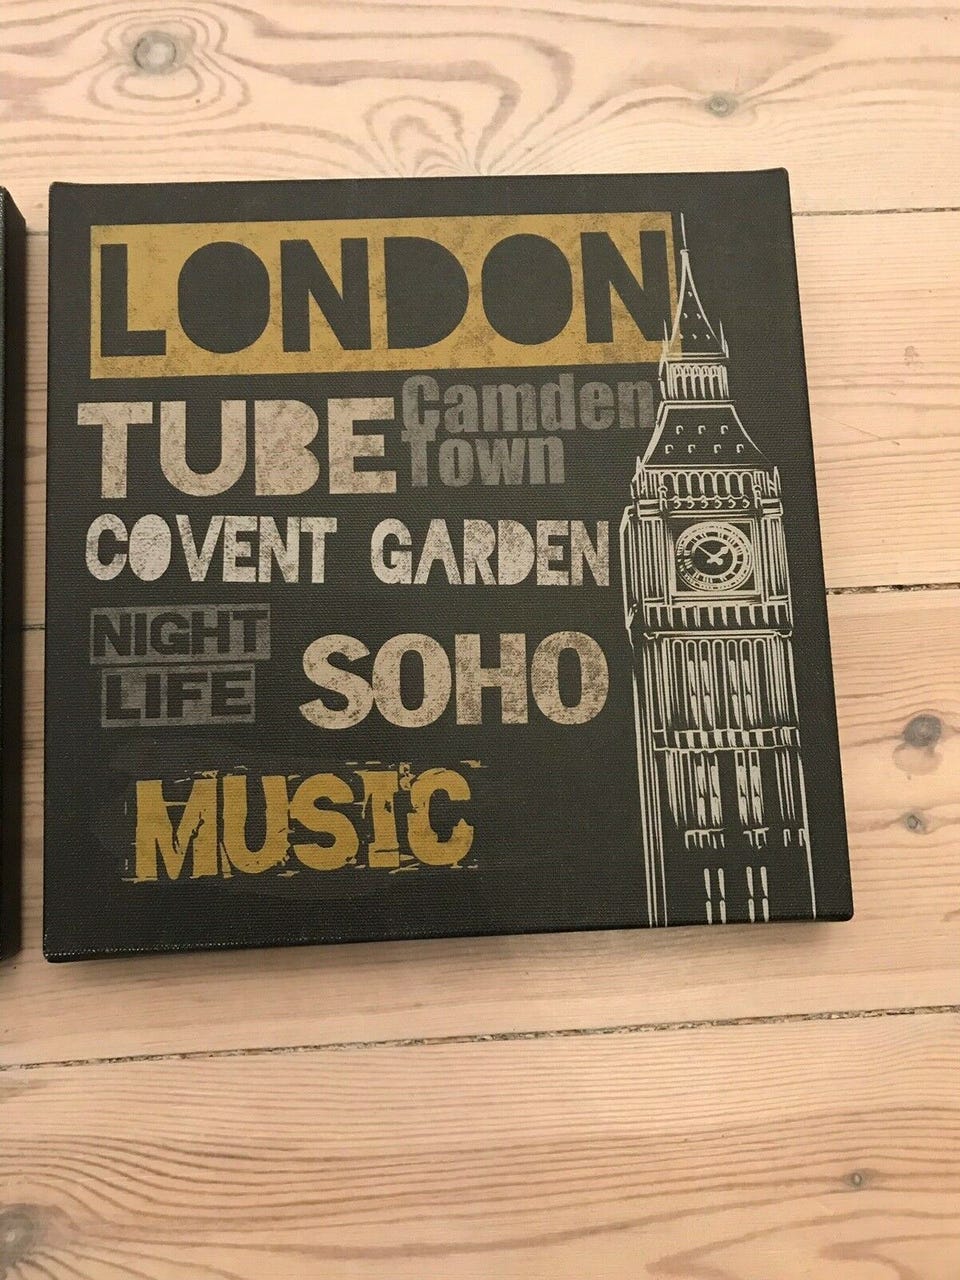 LONDON
TUBE
Camden
Town
COVENT GARDEN
NIGHT
LIFE
SOHO
MUSIC